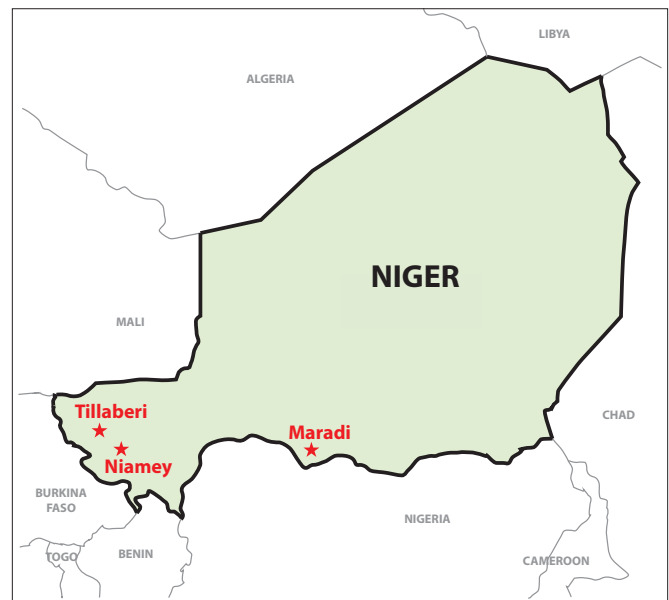 LIBYA
ALGERIA
NIGER
MALI
Tillaberi
Maradi
CHAD
Niamey
BURKINA
FASO
NIGERIA
TOGO
BENIN
CAMEROON